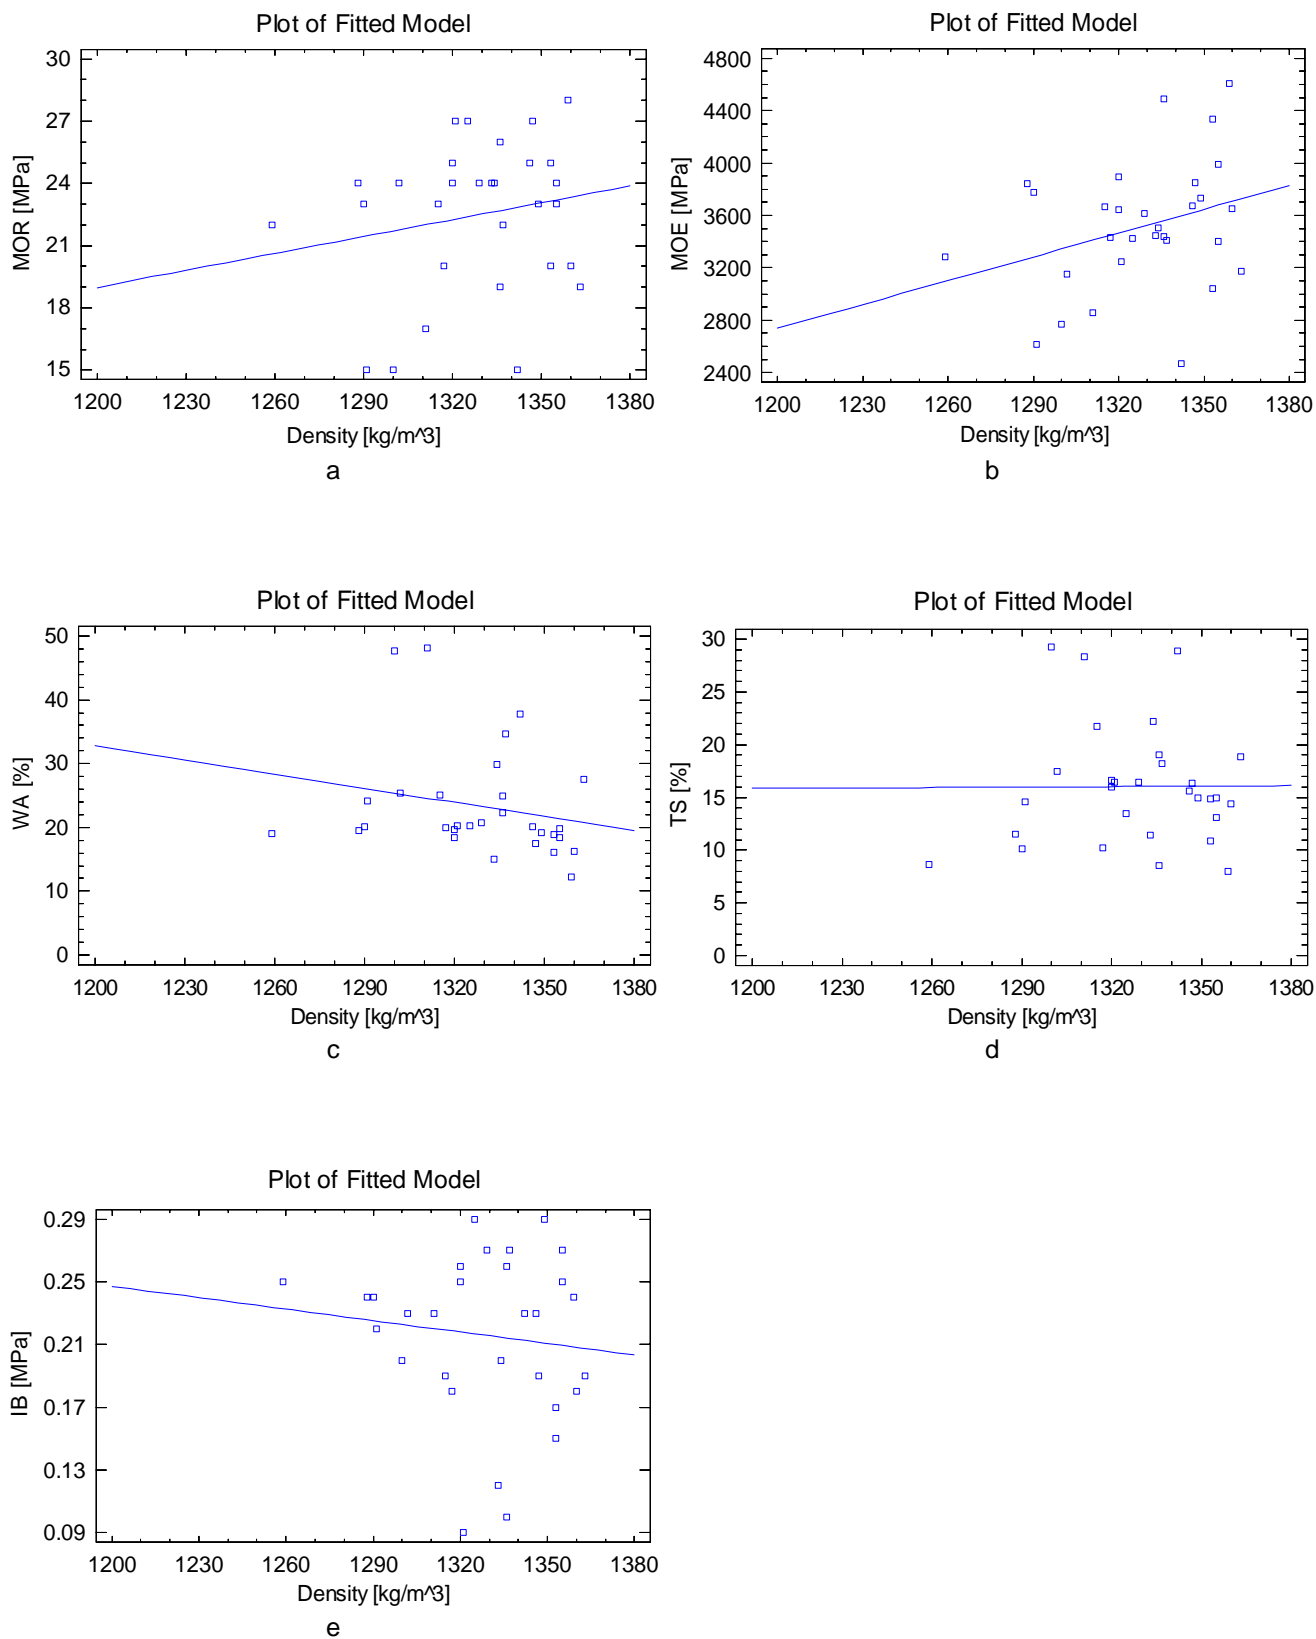 Plot of Fitted Model
30
27
24
21
18
15
MOR [MPa]
1200 1230 1260 1290 1320 1350 1380
Density [kg/m^3]
a
Plot of Fitted Model
4800
4400
4000
3600
3200
2800
2400
MOE [MPa]
1200 1230 1260 1290 1320 1350 1380
Density [kg/m^3]
b
Plot of Fitted Model
50
40
30
20
10
0
WA [%]
1200 1230 1260 1290 1320 1350 1380
Density [kg/m^3]
c
Plot of Fitted Model
30
25
20
15
10
5
0
TS [%]
1200 1230 1260 1290 1320 1350 1380
Density [kg/m^3]
d
Plot of Fitted Model
0.29
0.25
0.21
0.17
0.13
0.09
IB [MPa]
1200 1230 1260 1290 1320 1350 1380
Density [kg/m^3]
e